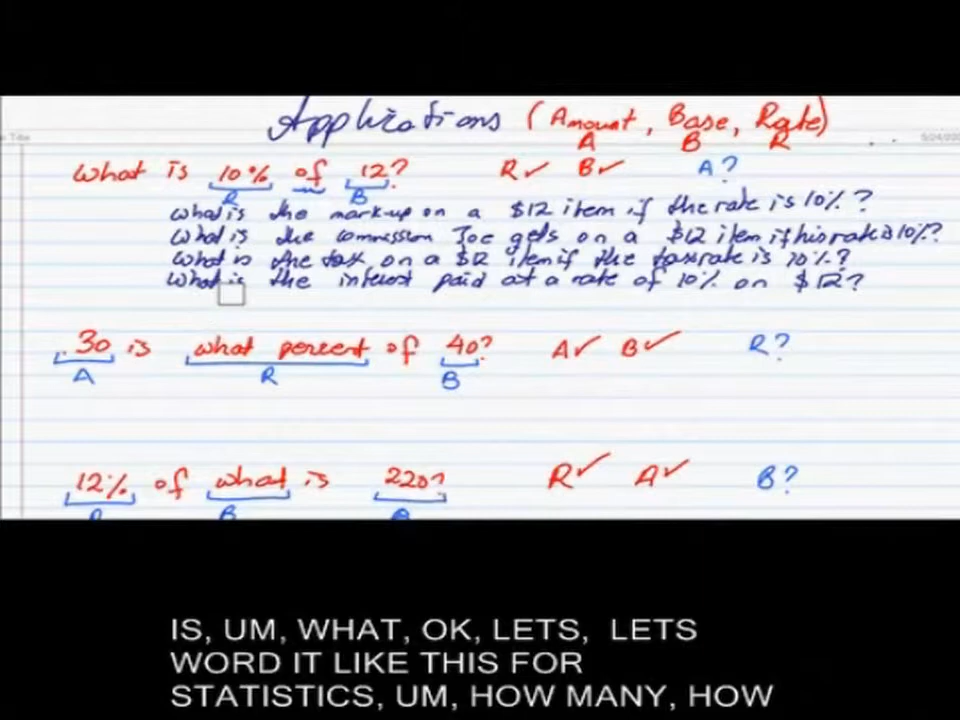 Applications (Amount, Base, Rate)
A B R
What is 10% of 12? R✓ B✓ A?
R B
What is the mark-up on a $12 item if the rate is 10%?
What is the commission Joe gets on a $12 item if his rate is 10%?
What is the tax on a $12 item if the tax rate is 10%?
What is the interest paid at a rate of 10% on $12?
30 is what percent of 40? A✓ B✓ R?
A R B
12% of what is 220? R✓ A✓ B?
B
IS, UM, WHAT, OK, LETS, LETS
WORD IT LIKE THIS FOR
STATISTICS, UM, HOW MANY, HOW